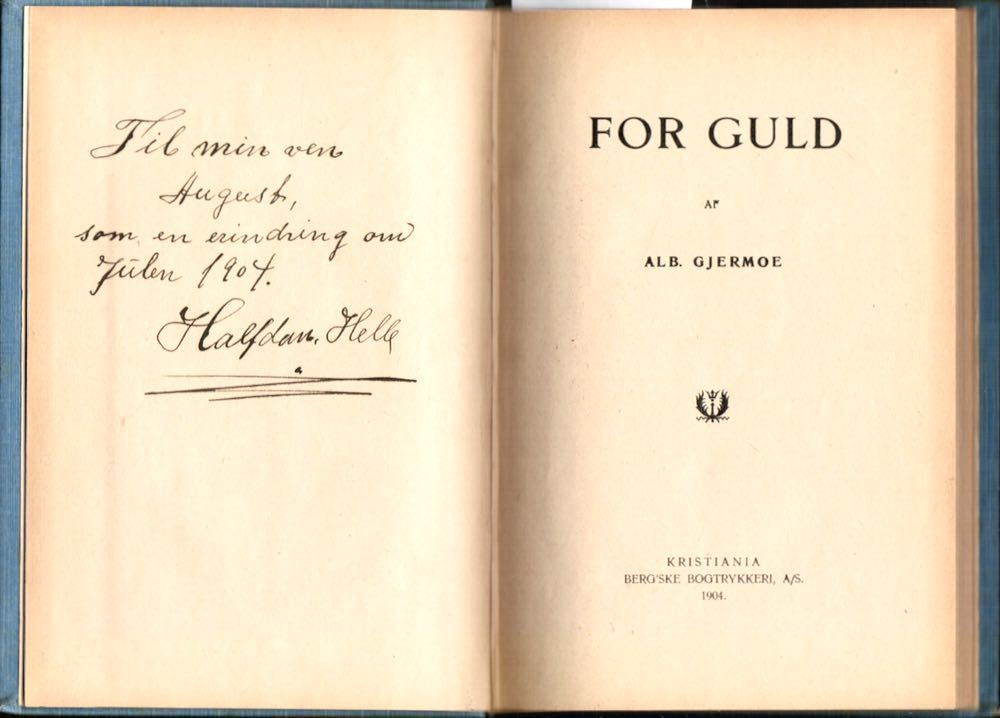 Til min ven
August,
som en erindring om
Julen 1904.
Halfdan Helle
FOR GULD
AF
ALB. GJERMOE
KRISTIANIA
BERG'SKE BOGTRYKKERI, A/S.
1904.